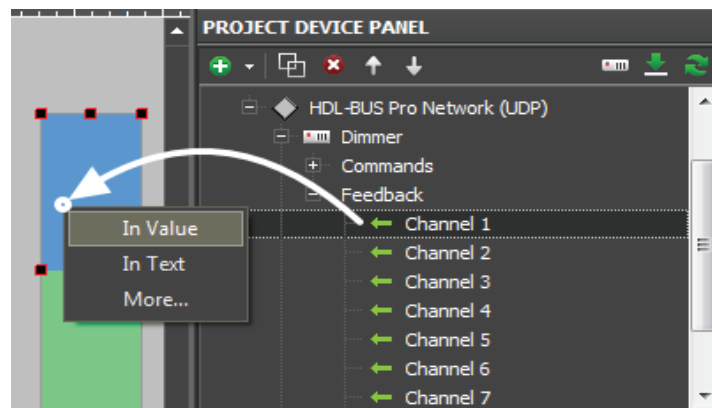 PROJECT DEVICE PANEL
HDL-BUS Pro Network (UDP)
Dimmer
Commands
Feedback
Channel 1
Channel 2
Channel 3
Channel 4
Channel 5
Channel 6
Channel 7
In Value
In Text
More...